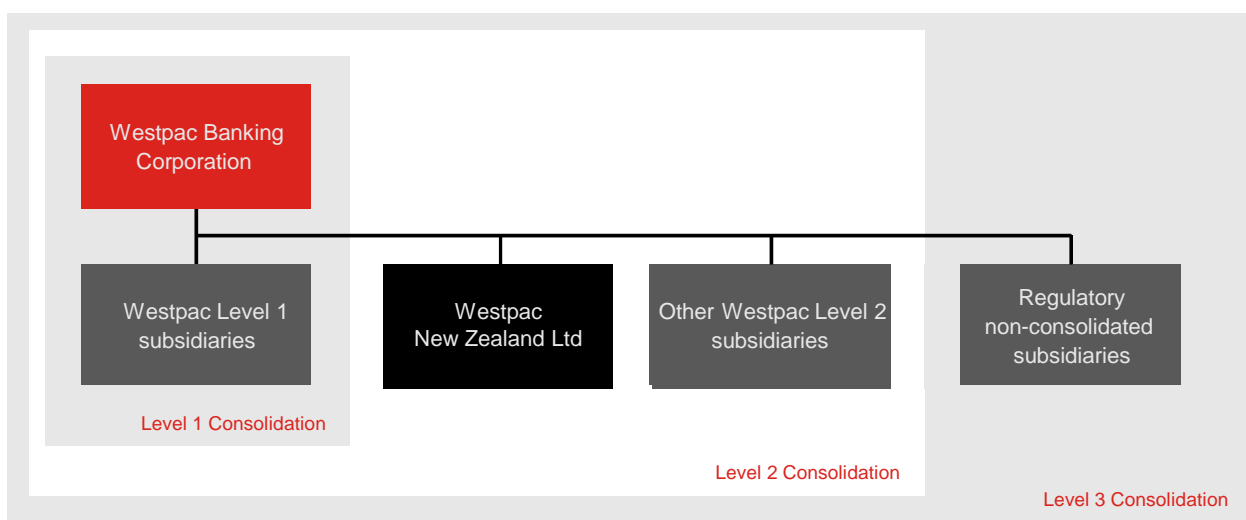 Westpac Banking
Corporation
Westpac Level 1
subsidiaries
Westpac
New Zealand Ltd
Other Westpac Level 2
subsidiaries
Regulatory
non-consolidated
subsidiaries
Level 1 Consolidation
Level 2 Consolidation
Level 3 Consolidation